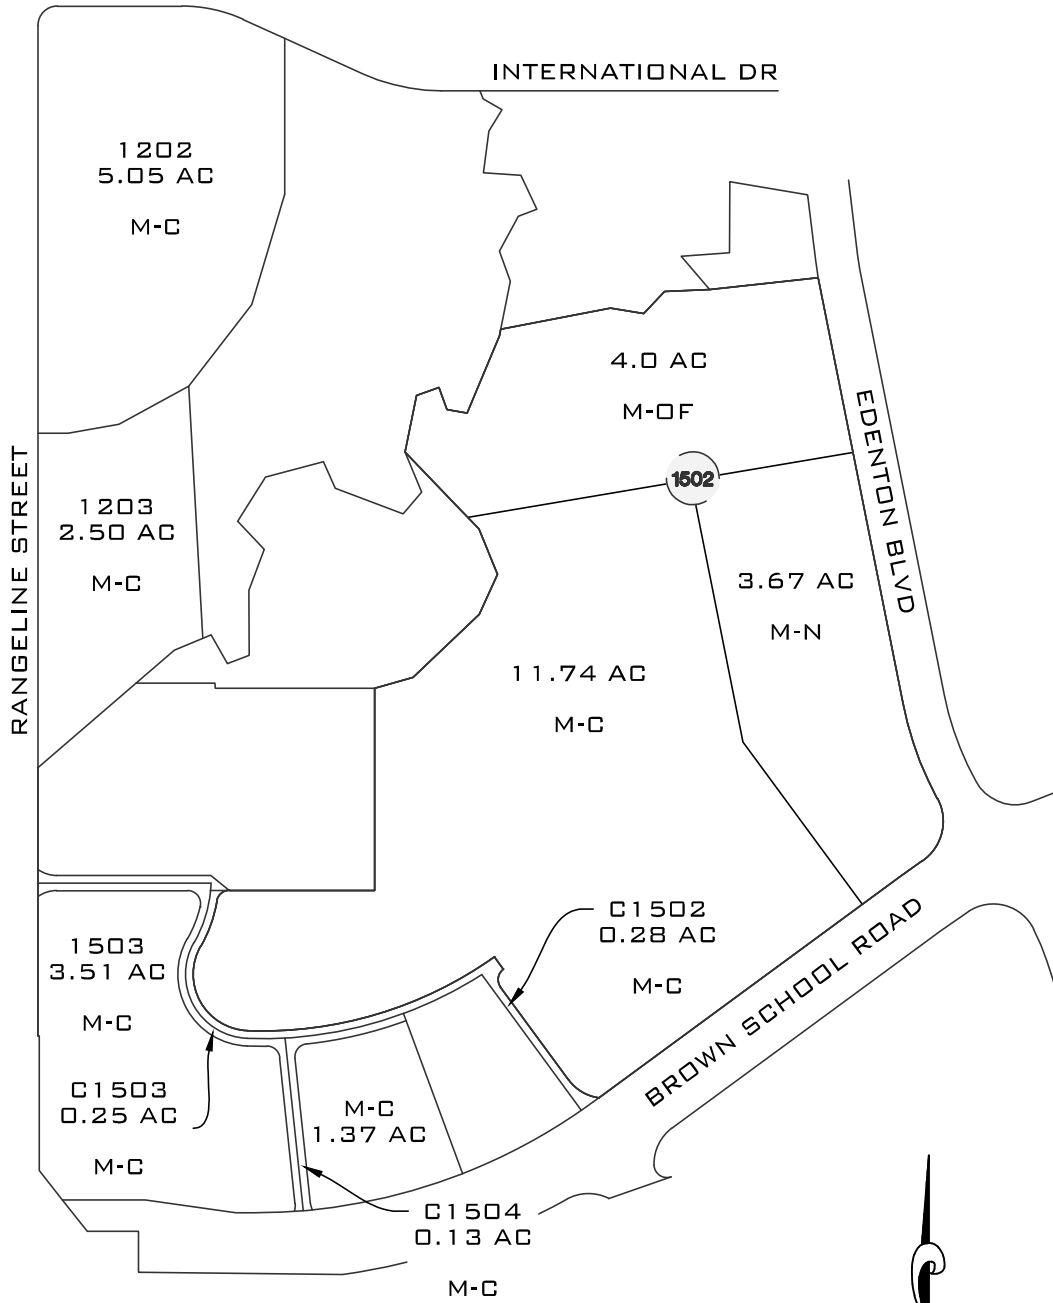 INTERNATIONAL DR
1202
5.05 AC
M-C
4.0 AC
M-OF
EDENTON BLVD
RANGELINE STREET
1502
1203
2.50 AC
M-C
3.67 AC
M-N
11.74 AC
M-C
C1502
0.28 AC
M-C
BROWN SCHOOL ROAD
1503
3.51 AC
M-C
C1503
0.25 AC
M-C
M-C
1.37 AC
C1504
0.13 AC
M-C